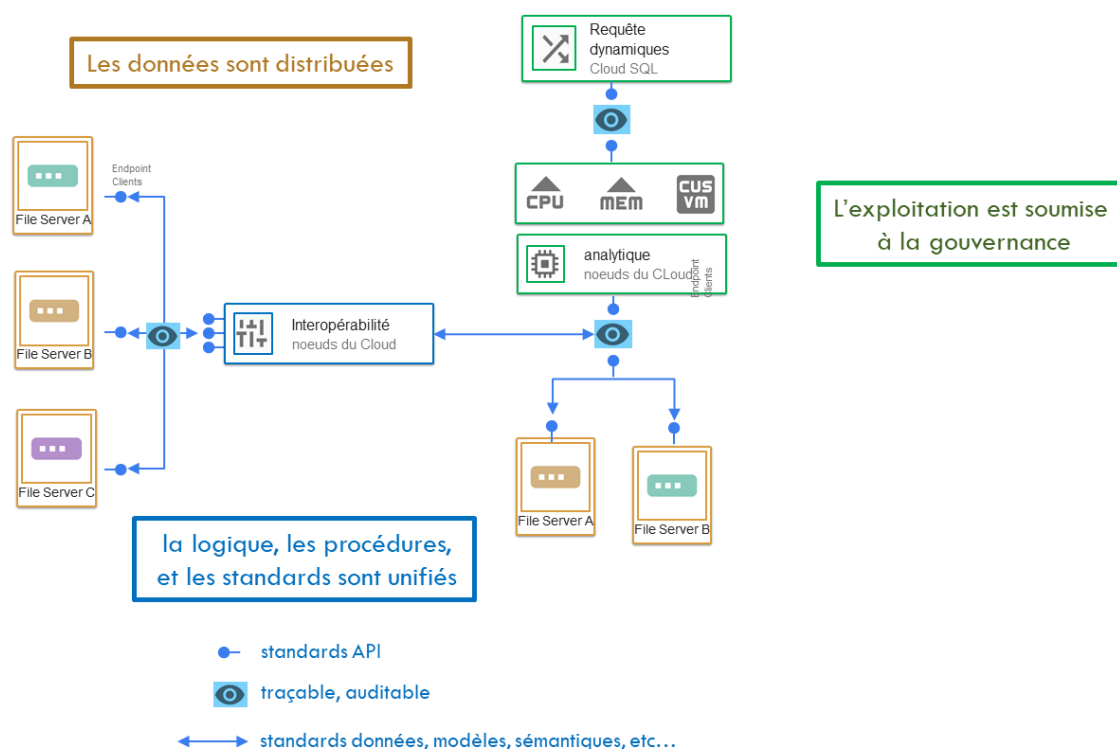 Requête
dynamiques
Cloud SQL
Les données sont distribuées
Endpoint
Clients
File Server A
CPU
MEM
CUS
VM
L'exploitation est soumise
à la gouvernance
analytique
noeuds du CLoud
Endpoint
Clients
File Server B
Interopérabilité
noeuds du Cloud
File Server C
File Server A
File Server B
la logique, les procédures,
et les standards sont unifiés
standards API
traçable, auditable
standards données, modèles, sémantiques, etc...